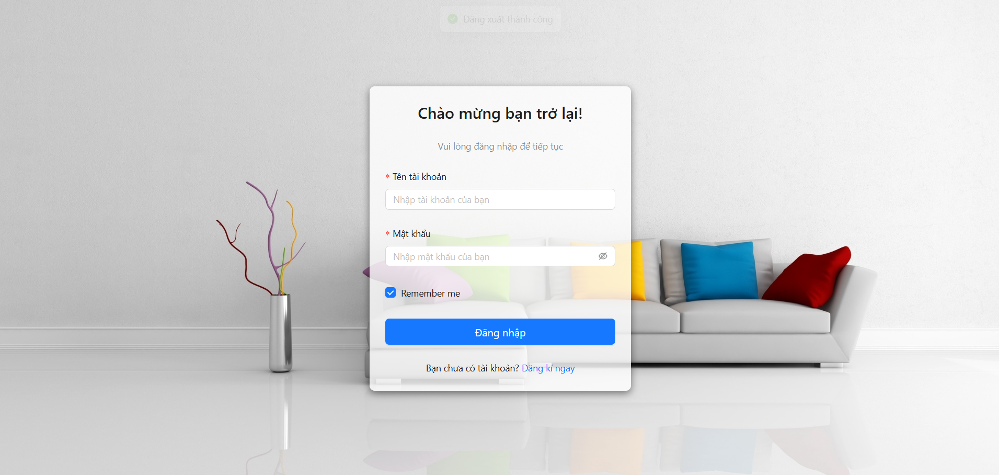 Đăng xuất thành công
Chào mừng bạn trở lại!
Vui lòng đăng nhập để tiếp tục
* Tên tài khoản
Nhập tài khoản của bạn
* Mật khẩu
Nhập mật khẩu của bạn
Remember me
Đăng nhập
Bạn chưa có tài khoản? Đăng kí ngay